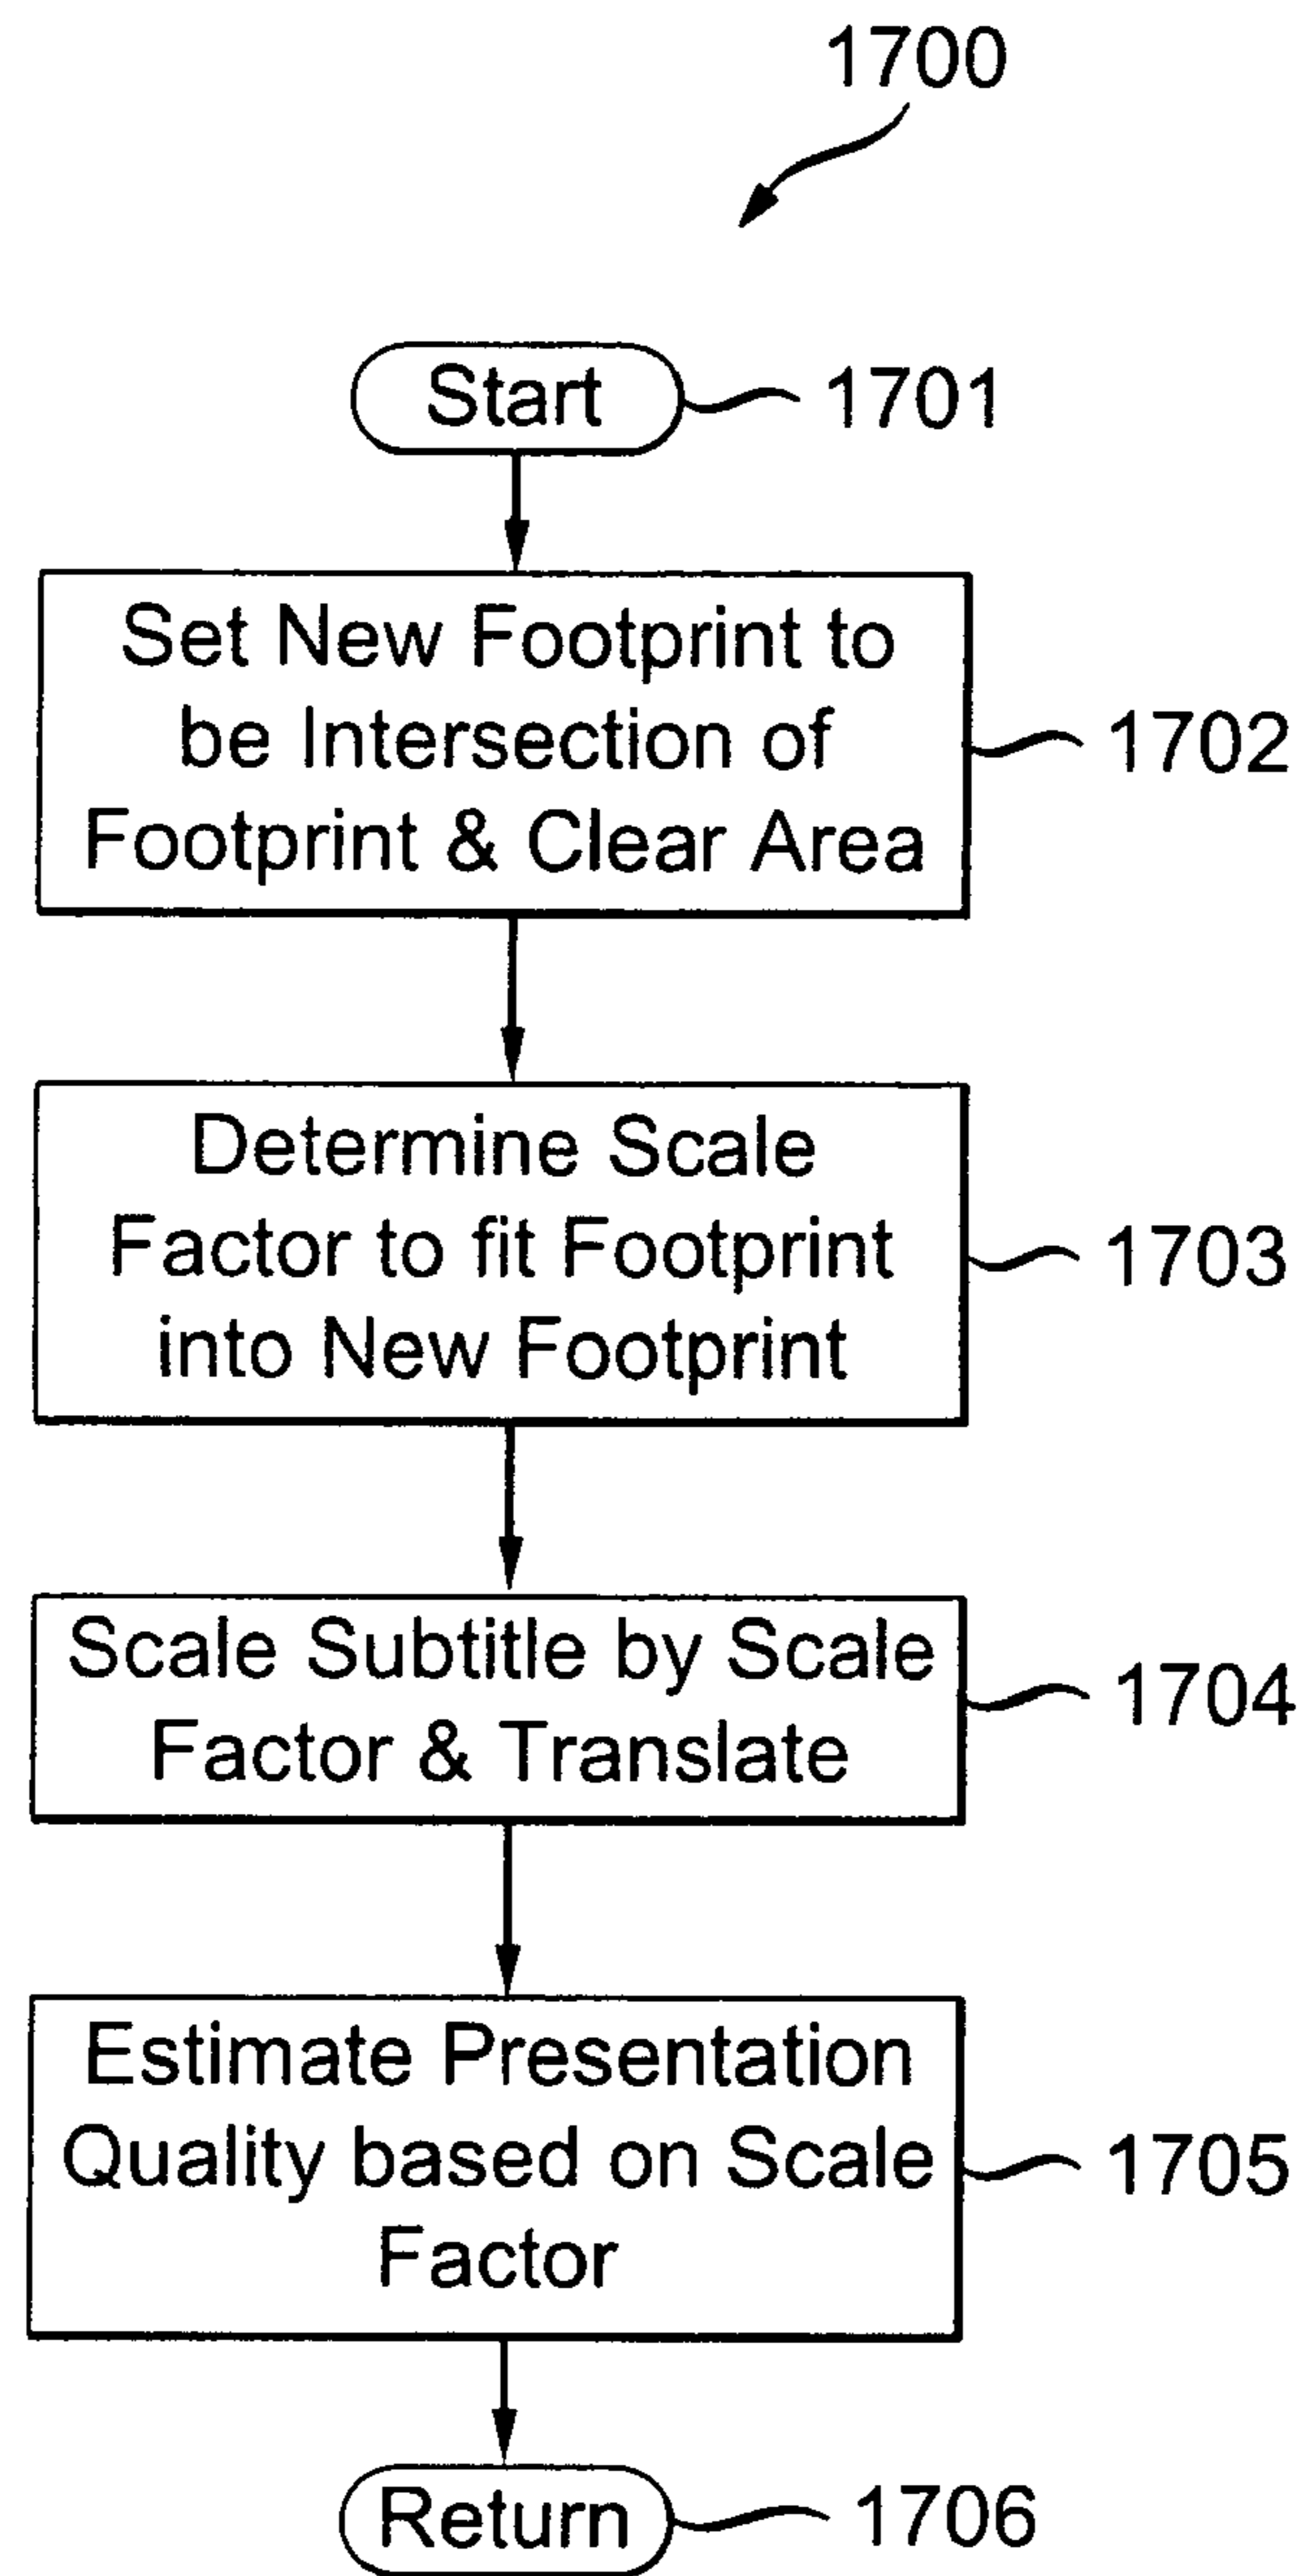 1700
Start
1701
Set New Footprint to
be Intersection of
Footprint & Clear Area
1702
Determine Scale
Factor to fit Footprint
into New Footprint
1703
Scale Subtitle by Scale
Factor & Translate
1704
Estimate Presentation
Quality based on Scale
Factor
1705
Return
1706